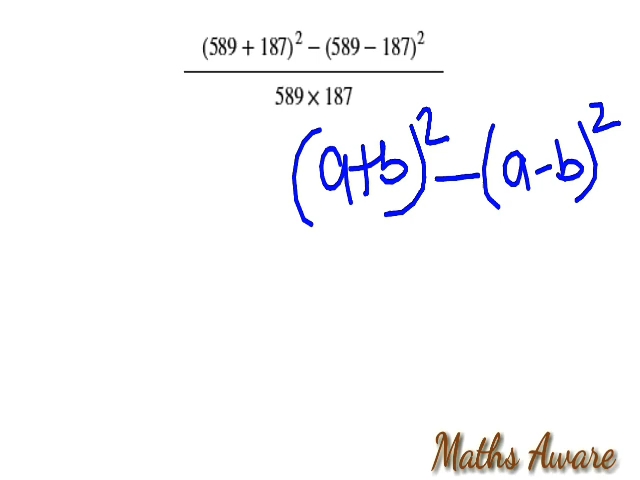 (589 + 187)² − (589 − 187)²
589 × 187
(a+b)² − (a-b)²
Maths Aware